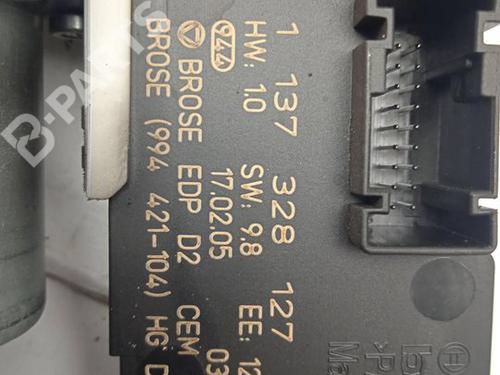 1 137 328 127
HW: 1.0 SW: 9.8 EE: 12
744 17.02.05 03
BROSE EDP D2 CEM
BROSE (994 421-104) HG D
B-PARTS